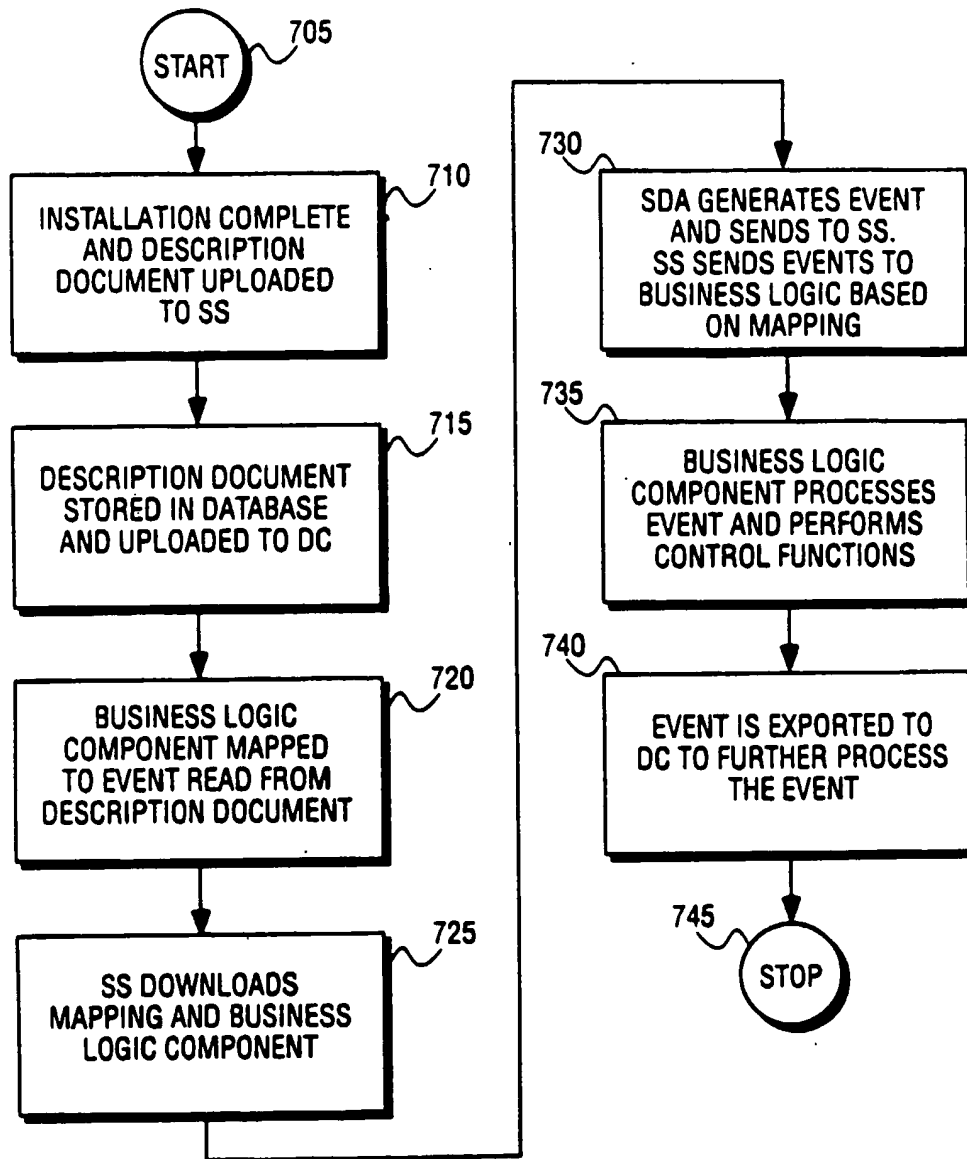 START
705
710
INSTALLATION COMPLETE
AND DESCRIPTION
DOCUMENT UPLOADED
TO SS
715
DESCRIPTION DOCUMENT
STORED IN DATABASE
AND UPLOADED TO DC
720
BUSINESS LOGIC
COMPONENT MAPPED
TO EVENT READ FROM
DESCRIPTION DOCUMENT
725
SS DOWNLOADS
MAPPING AND BUSINESS
LOGIC COMPONENT
730
SDA GENERATES EVENT
AND SENDS TO SS.
SS SENDS EVENTS TO
BUSINESS LOGIC BASED
ON MAPPING
735
BUSINESS LOGIC
COMPONENT PROCESSES
EVENT AND PERFORMS
CONTROL FUNCTIONS
740
EVENT IS EXPORTED TO
DC TO FURTHER PROCESS
THE EVENT
745
STOP